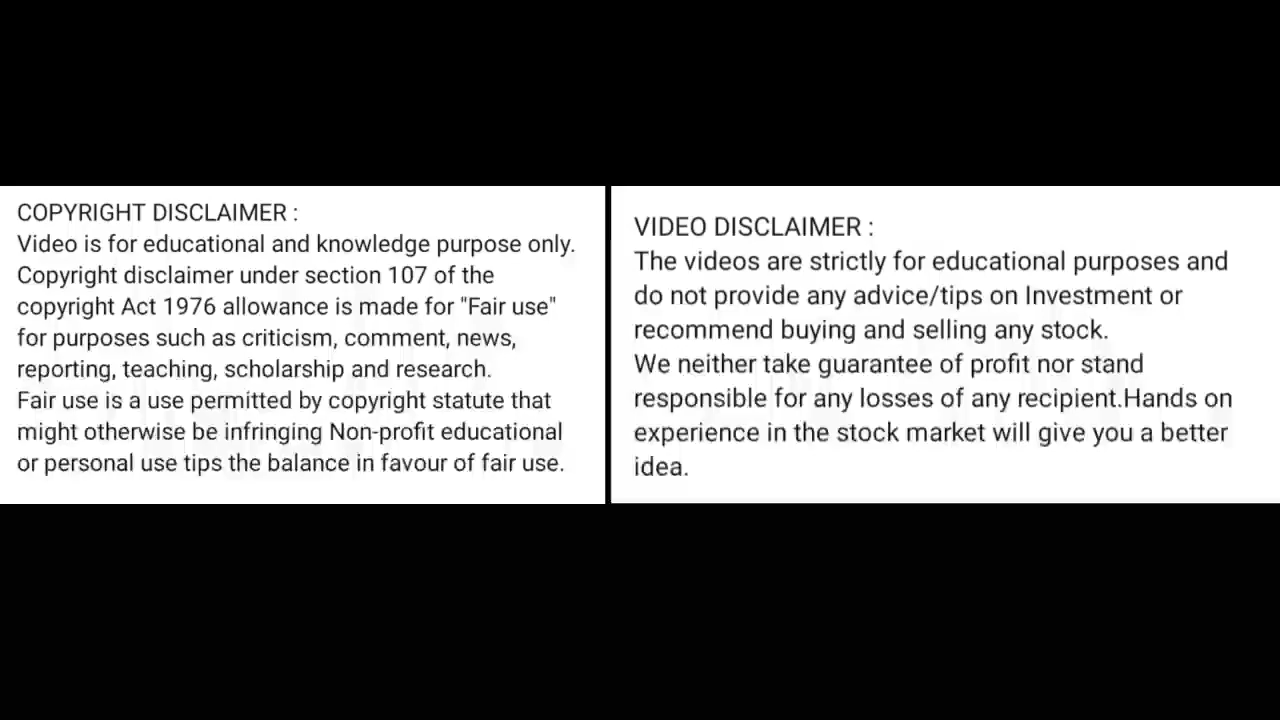 COPYRIGHT DISCLAIMER :
Video is for educational and knowledge purpose only.
Copyright disclaimer under section 107 of the
copyright Act 1976 allowance is made for "Fair use"
for purposes such as criticism, comment, news,
reporting, teaching, scholarship and research.
Fair use is a use permitted by copyright statute that
might otherwise be infringing Non-profit educational
or personal use tips the balance in favour of fair use.
VIDEO DISCLAIMER :
The videos are strictly for educational purposes and
do not provide any advice/tips on Investment or
recommend buying and selling any stock.
We neither take guarantee of profit nor stand
responsible for any losses of any recipient.Hands on
experience in the stock market will give you a better
idea.